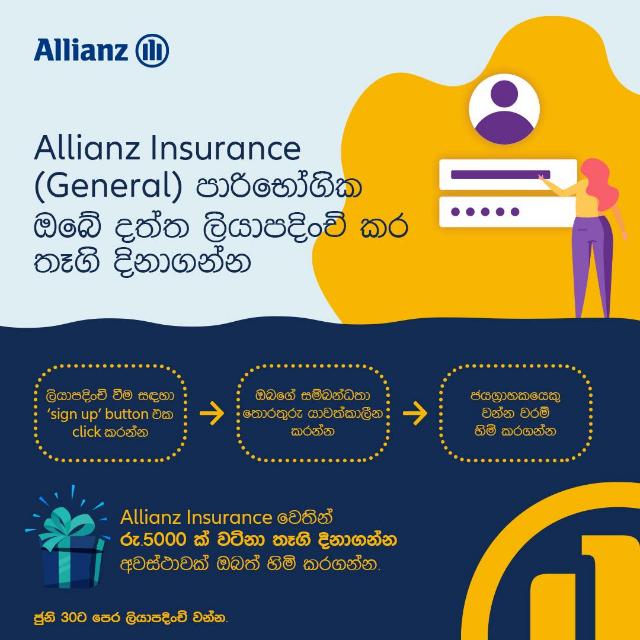 Allianz
Allianz Insurance
(General) පාරිභෝගික
ඔබේ දත්ත ලියාපදිංචි කර
තෑගි දිනාගන්න
ලියාපදිංචි වීම සඳහා
‘sign up’ button එක
click කරන්න
ඔබගේ සම්බන්ධතා
තොරතුරු යාවත්කාලීන
කරන්න
ජයග්‍රාහකයෙකු
වන්න වරම්
හිමි කරගන්න
Allianz Insurance වෙතින්
රු.5000 ක් වටිනා තෑගි දිනාගන්න
අවස්ථාවක් ඔබත් හිමි කරගන්න.
ජුනි 30ට පෙර ලියාපදිංචි වන්න.